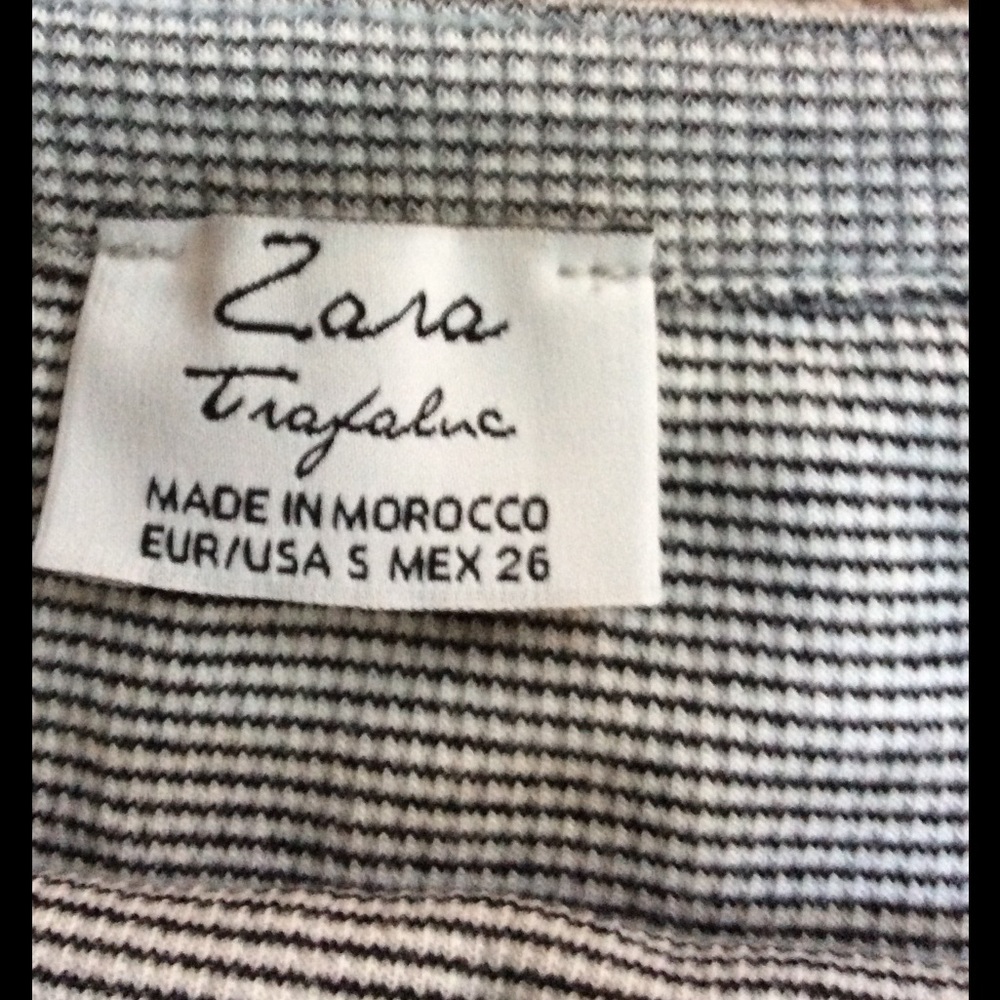 Zara
Trafaluc
MADE IN MOROCCO
EUR/USA S MEX 26